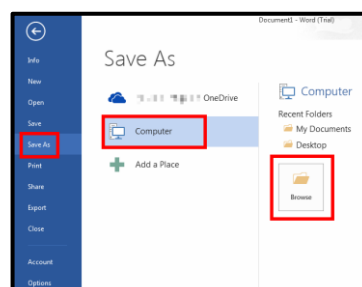 Document1 - Word (Trial)
Info
New
Open
Save
Save As
Print
Share
Export
Close
Account
Options
Save As
OneDrive
Computer
Add a Place
Computer
Recent Folders
My Documents
Desktop
Browse